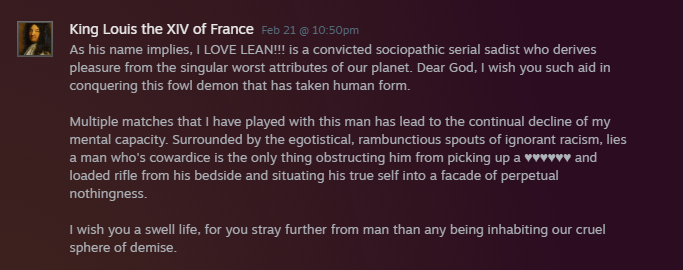 King Louis the XIV of France Feb 21 @ 10:50pm
As his name implies, I LOVE LEAN!!! is a convicted sociopathic serial sadist who derives
pleasure from the singular worst attributes of our planet. Dear God, I wish you such aid in
conquering this fowl demon that has taken human form.
Multiple matches that I have played with this man has lead to the continual decline of my
mental capacity. Surrounded by the egotistical, rambunctious spouts of ignorant racism, lies
a man who's cowardice is the only thing obstructing him from picking up a ♥♥♥♥♥♥ and
loaded rifle from his bedside and situating his true self into a facade of perpetual
nothingness.
I wish you a swell life, for you stray further from man than any being inhabiting our cruel
sphere of demise.